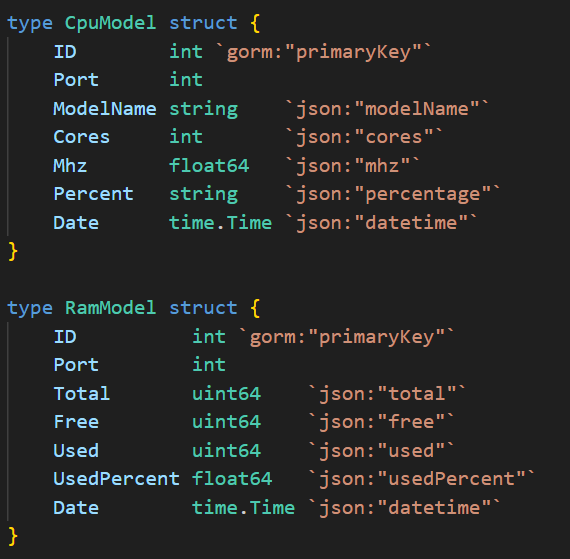 type CpuModel struct {
    ID        int `gorm:"primaryKey"`
    Port      int
    ModelName string    `json:"modelName"`
    Cores     int       `json:"cores"`
    Mhz       float64   `json:"mhz"`
    Percent   string    `json:"percentage"`
    Date      time.Time `json:"datetime"`
}

type RamModel struct {
    ID          int `gorm:"primaryKey"`
    Port        int
    Total       uint64    `json:"total"`
    Free        uint64    `json:"free"`
    Used        uint64    `json:"used"`
    UsedPercent float64   `json:"usedPercent"`
    Date        time.Time `json:"datetime"`
}